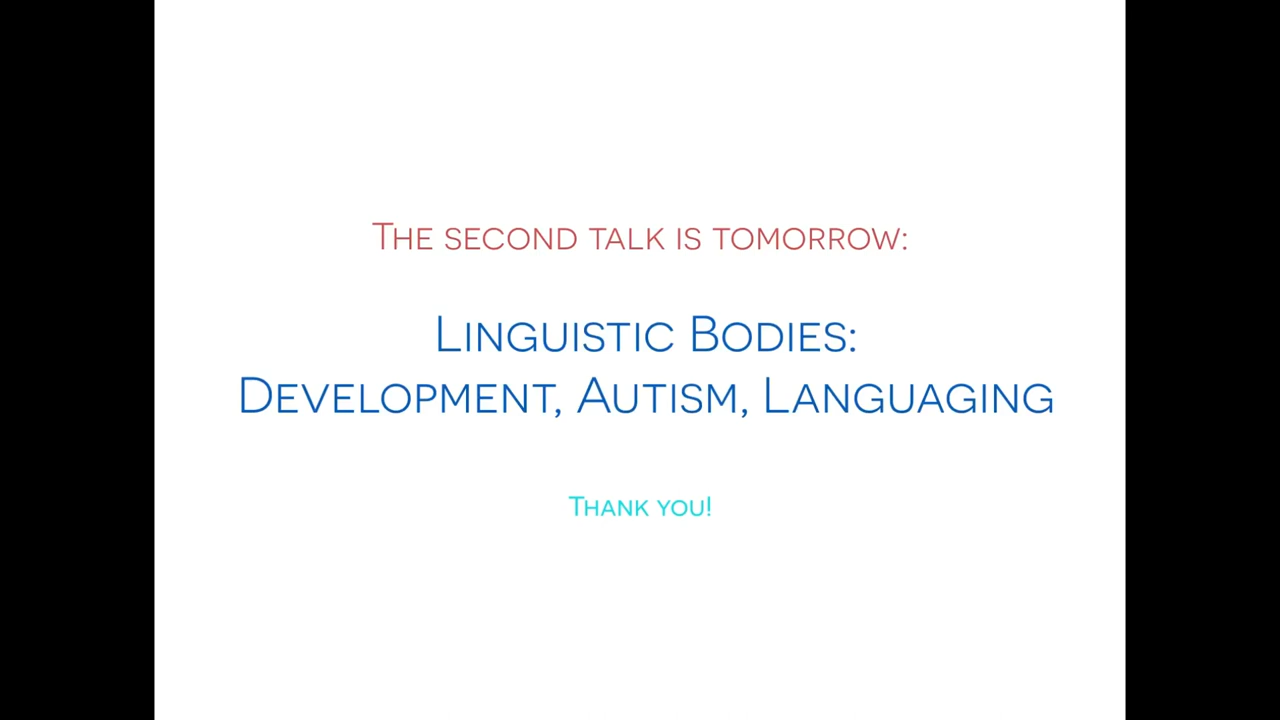 The second talk is tomorrow:
Linguistic Bodies:
Development, Autism, Languaging
Thank you!